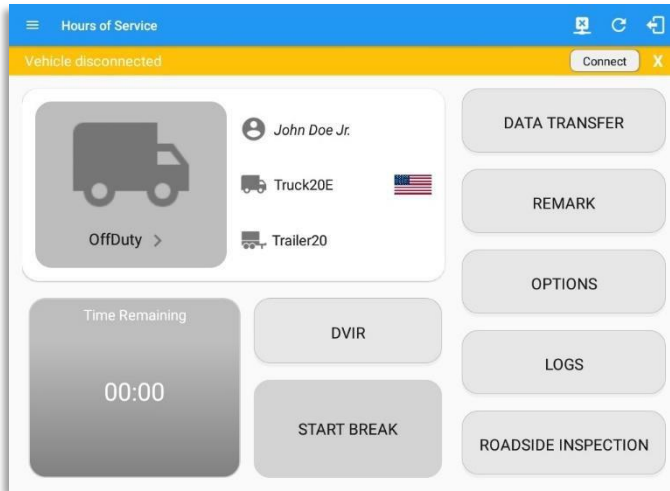 Hours of Service
Vehicle disconnected
Connect
X
John Doe Jr.
Truck20E
Trailer20
OffDuty >
DATA TRANSFER
REMARK
OPTIONS
LOGS
ROADSIDE INSPECTION
Time Remaining
00:00
DVIR
START BREAK